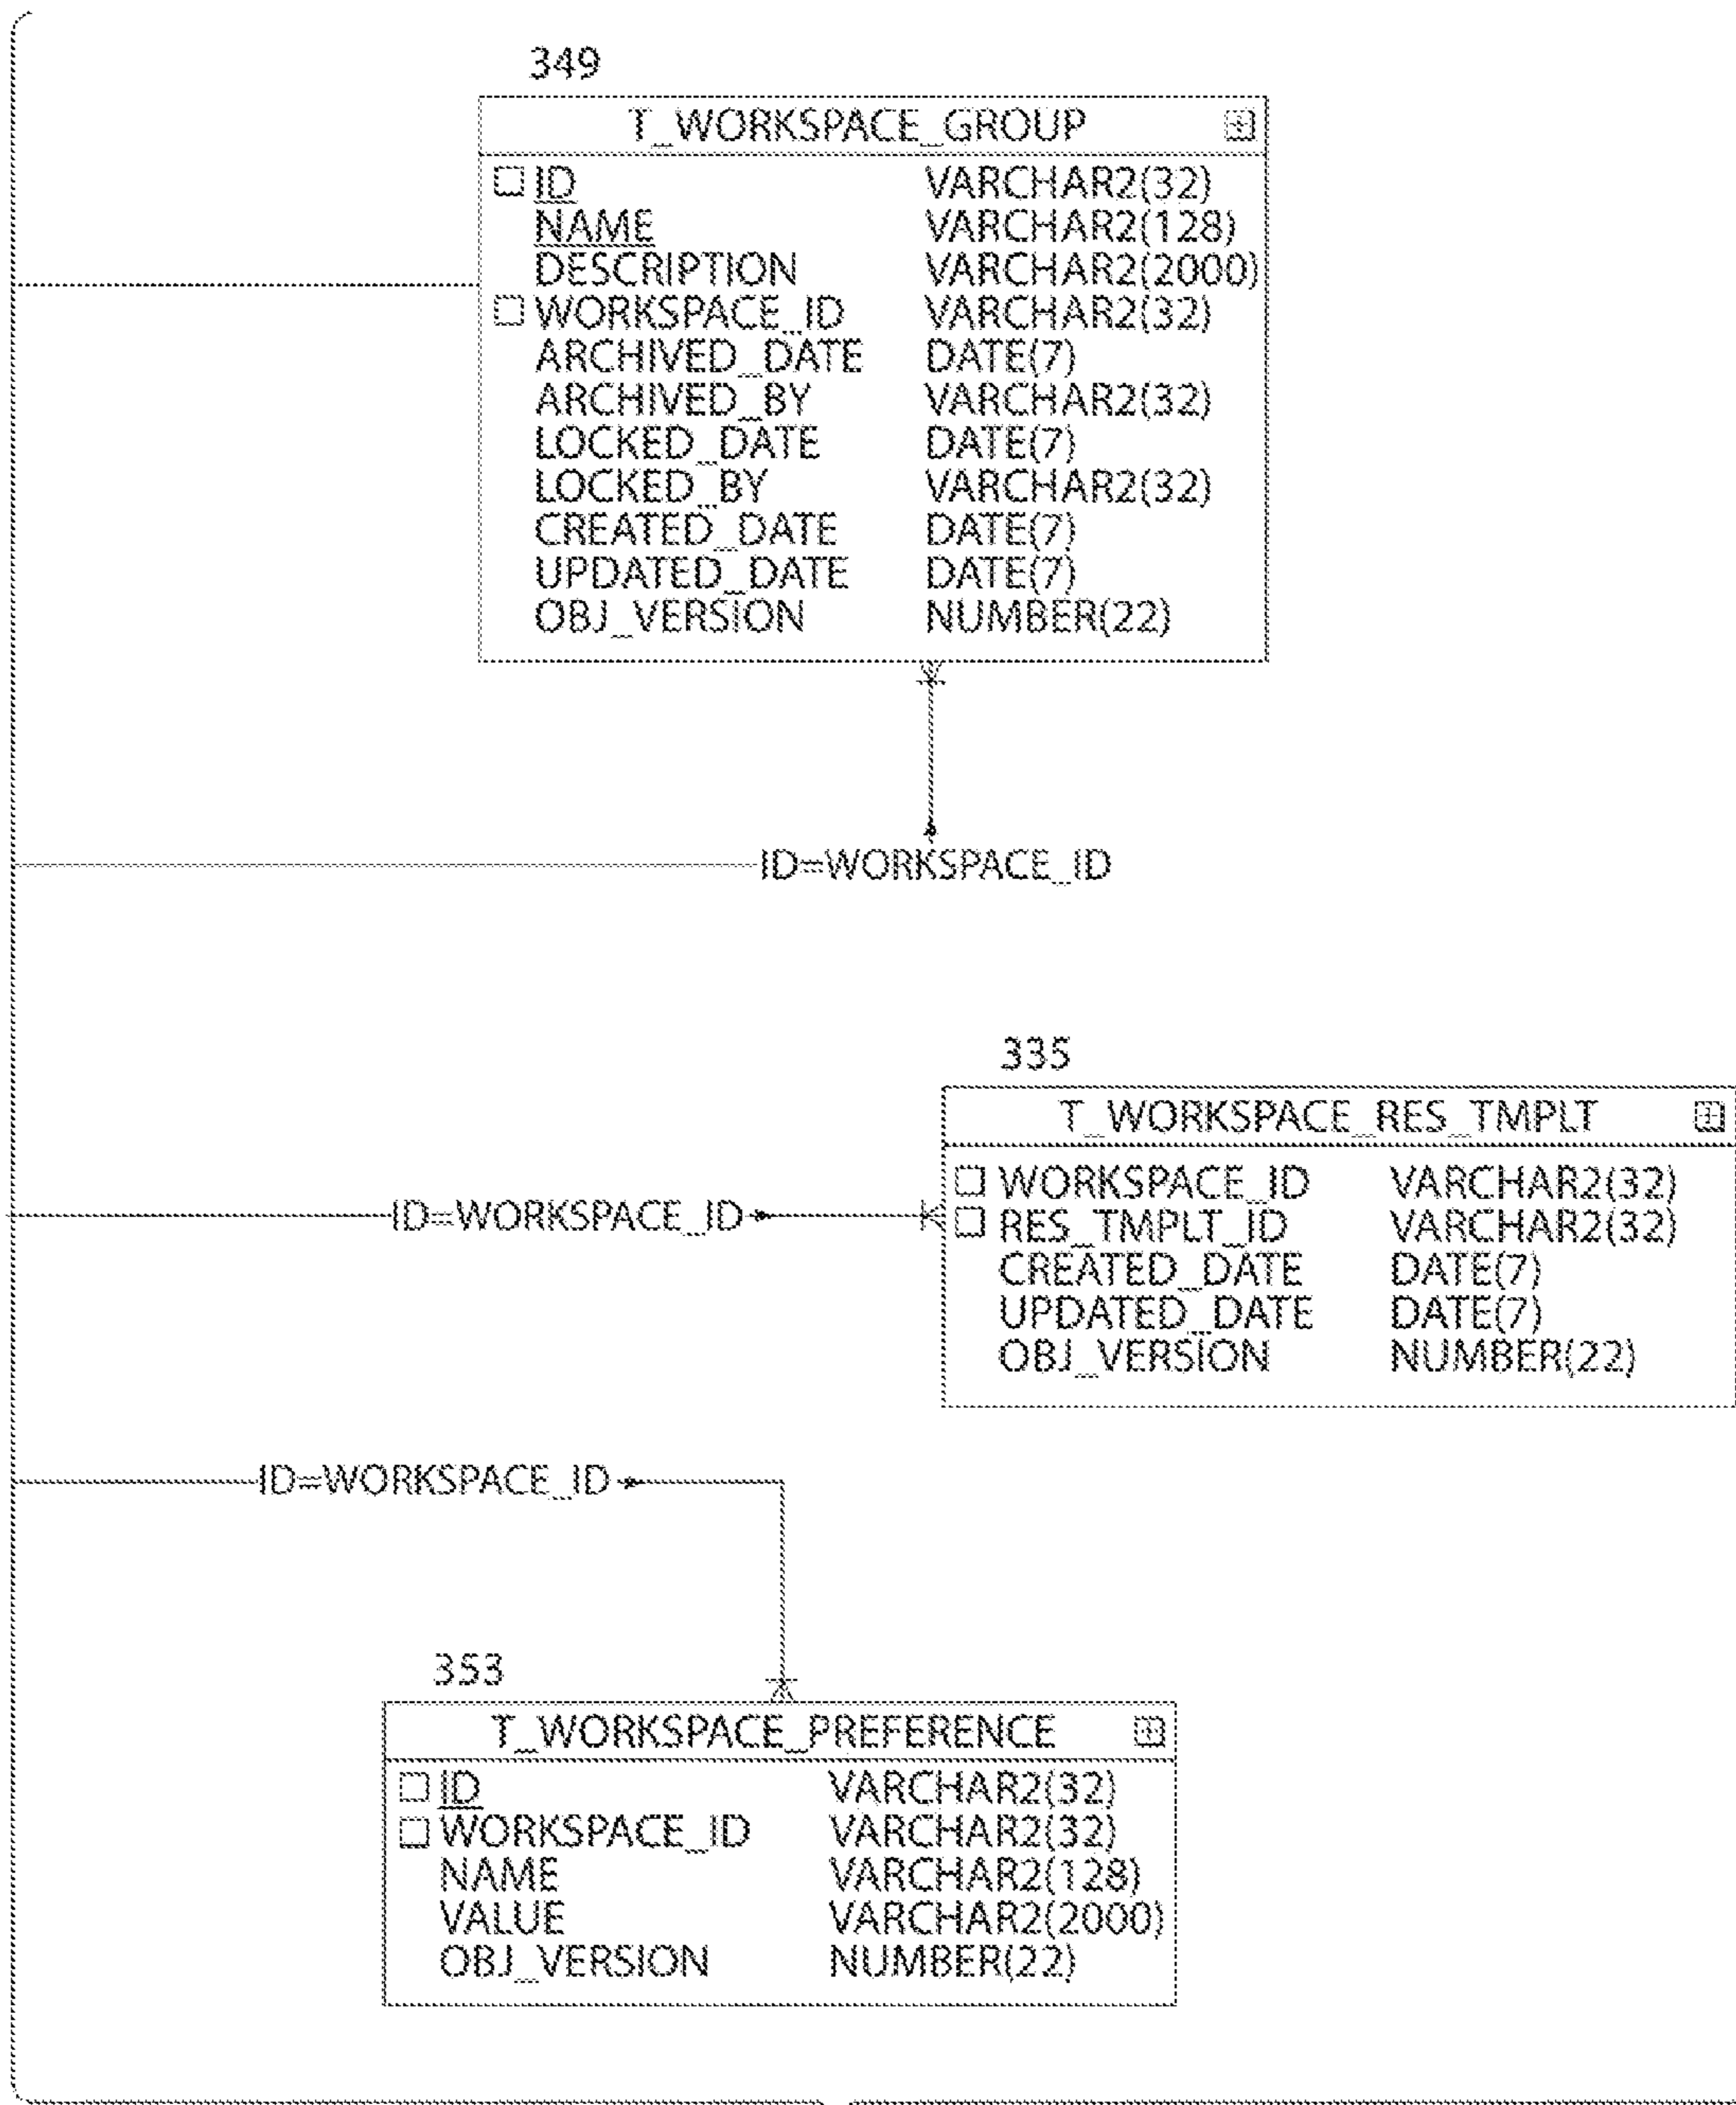 349
T_WORKSPACE_GROUP
ID VARCHAR2(32)
NAME VARCHAR2(128)
DESCRIPTION VARCHAR2(2000)
WORKSPACE_ID VARCHAR2(32)
ARCHIVED_DATE DATE(7)
ARCHIVED_BY VARCHAR2(32)
LOCKED_DATE DATE(7)
LOCKED_BY VARCHAR2(32)
CREATED_DATE DATE(7)
UPDATED_DATE DATE(7)
OBJ_VERSION NUMBER(22)
ID=WORKSPACE_ID
335
T_WORKSPACE_RES_TMPLT
WORKSPACE_ID VARCHAR2(32)
RES_TMPLT_ID VARCHAR2(32)
CREATED_DATE DATE(7)
UPDATED_DATE DATE(7)
OBJ_VERSION NUMBER(22)
ID=WORKSPACE_ID
ID=WORKSPACE_ID
353
T_WORKSPACE_PREFERENCE
ID VARCHAR2(32)
WORKSPACE_ID VARCHAR2(32)
NAME VARCHAR2(128)
VALUE VARCHAR2(2000)
OBJ_VERSION NUMBER(22)